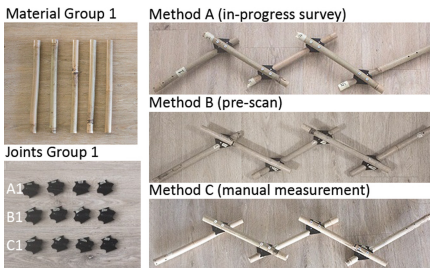 Material Group 1
Method A (in-progress survey)
Method B (pre-scan)
Joints Group 1
A1
B1
C1
Method C (manual measurement)